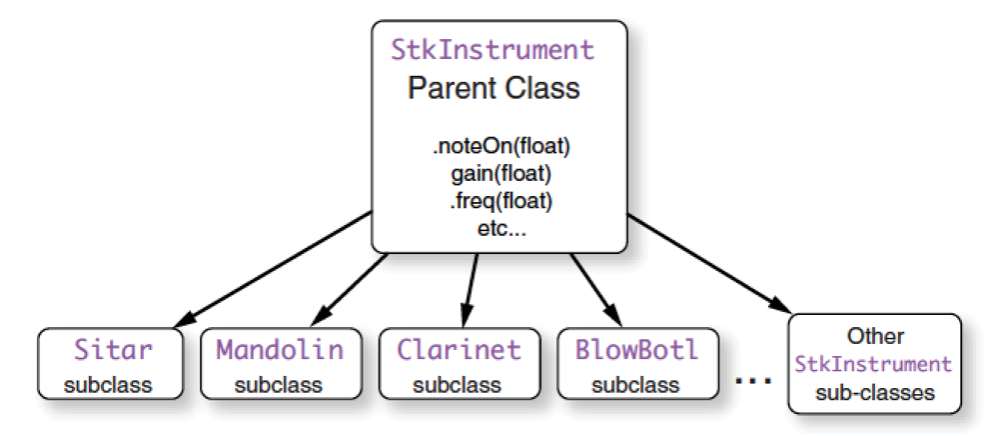 StkInstrument
Parent Class
.noteOn(float)
gain(float)
.freq(float)
etc...
Sitar
subclass
Mandolin
subclass
Clarinet
subclass
BlowBotl
subclass
...
Other
StkInstrument
sub-classes